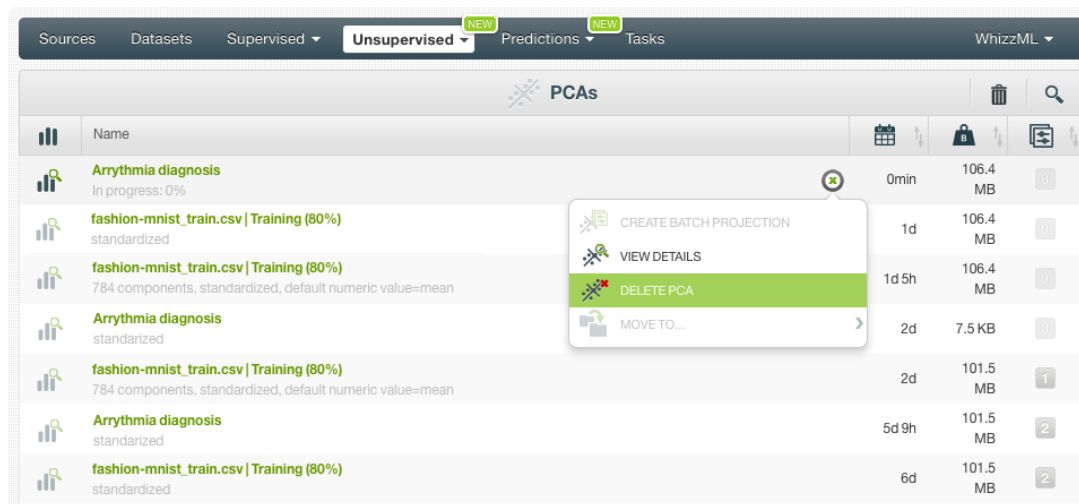 NEW NEW
Sources Datasets Supervised Unsupervised Predictions Tasks WhizzML
PCAs
Name
B
Arrythmia diagnosis
In progress: 0%
0min 106.4 MB 0
fashion-mnist_train.csv | Training (80%)
standardized
1d 106.4 MB 0
CREATE BATCH PROJECTION
VIEW DETAILS
DELETE PCA
MOVE TO...
fashion-mnist_train.csv | Training (80%)
784 components, standardized, default numeric value=mean
1d 5h 106.4 MB 0
Arrythmia diagnosis
standarized
2d 7.5 KB 0
fashion-mnist_train.csv | Training (80%)
784 components, standardized, default numeric value=mean
2d 101.5 MB 1
Arrythmia diagnosis
standarized
5d 9h 101.5 MB 2
fashion-mnist_train.csv | Training (80%)
standardized
6d 101.5 MB 2